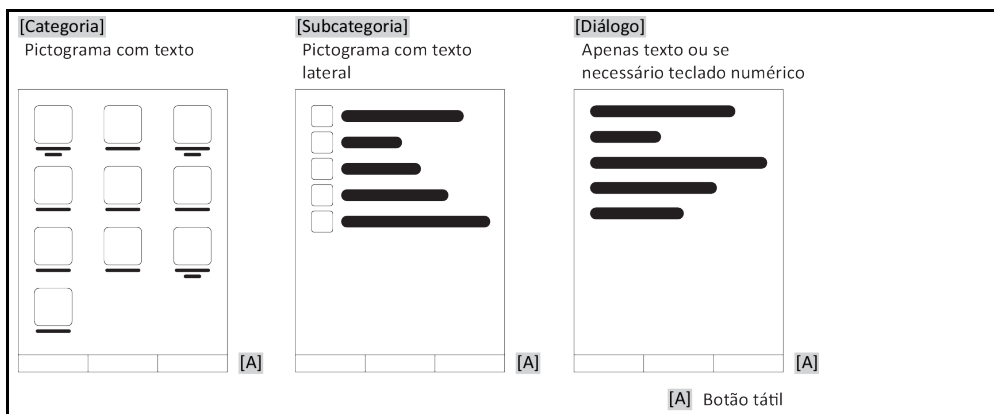 [Categoria]
Pictograma com texto
[Subcategoria]
Pictograma com texto
lateral
[Diálogo]
Apenas texto ou se
necessário teclado numérico
[A]
[A]
[A]
[A] Botão tátil